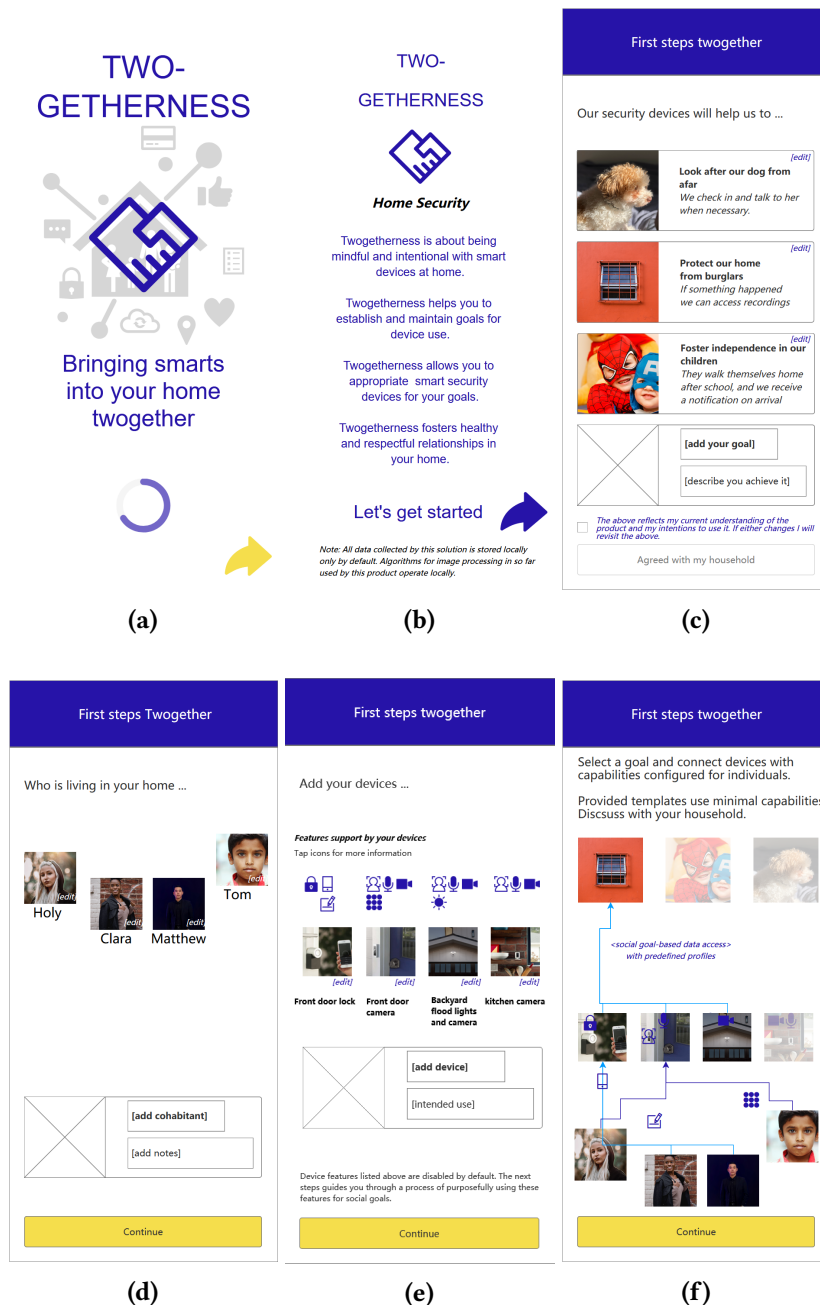 TWO-
GETHERNESS
Bringing smarts
into your home
twogether
(a)
TWO-
GETHERNESS
Home Security
Twogetherness is about being
mindful and intentional with smart
devices at home.
Twogetherness helps you to
establish and maintain goals for
device use.
Twogetherness allows you to
appropriate smart security
devices for your goals.
Twogetherness fosters healthy
and respectful relationships in
your home.
Let's get started
Note: All data collected by this solution is stored locally
only by default. Algorithms for image processing in so far
used by this product operate locally.
(b)
First steps twogether
Our security devices will help us to ...
[edit]
Look after our dog from
afar
We check in and talk to her
when necessary.
[edit]
Protect our home
from burglars
If something happened
we can access recordings
[edit]
Foster independence in our
children
They walk themselves home
after school, and we receive
a notification on arrival
[add your goal]
[describe you achieve it]
The above reflects my current understanding of the
product and my intentions to use it. If either changes I will
revisit the above.
Agreed with my household
(c)
First steps Twogether
Who is living in your home ...
[edit]
Holy
[edit]
Clara
[edit]
Matthew
[edit]
Tom
[add cohabitant]
[add notes]
Continue
(d)
First steps twogether
Add your devices ...
Features support by your devices
Tap icons for more information
[edit]
[edit]
[edit]
[edit]
Front door lock
Front door
camera
Backyard
flood lights
and camera
kitchen camera
[add device]
[intended use]
Device features listed above are disabled by default. The next
steps guides you through a process of purposefully using these
features for social goals.
Continue
(e)
First steps twogether
Select a goal and connect devices with
capabilities configured for individuals.
Provided templates use minimal capabilities
Discsuss with your household.
<social goal-based data access>
with predefined profiles
Continue
(f)